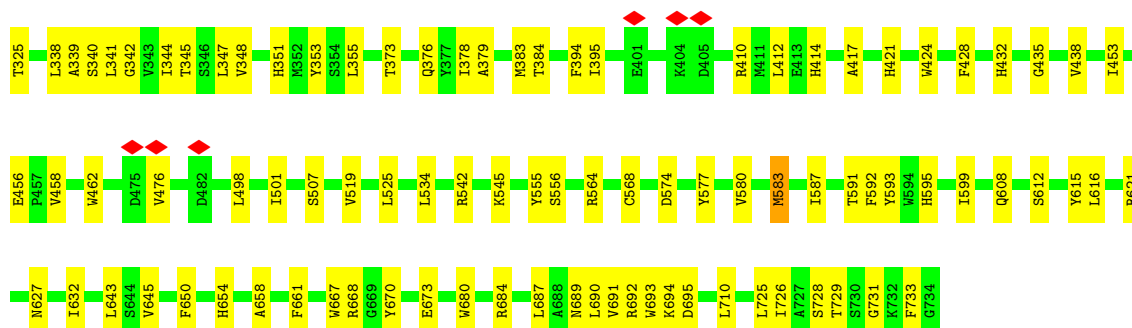 T325 L338 A339 S340 L341 G342 V343 I344 T345 S346 L347 V348 H351 M352 Y353 S354 L355 T373 Q376 Y377 I378 A379 M383 T384 F394 I395 E401 K404 D405 R410 M411 L412 E413 H414 A417 H421 W424 F428 H432 G435 V438 I453
E456 P457 V458 W462 D475 V476 D482 L498 I501 S507 V519 L525 L534 R542 K545 Y555 S556 R564 C568 D574 Y577 V580 M583 I587 T591 F592 Y593 W594 H595 I599 Q608 S612 Y615 L616
N627 I632 L643 S644 V645 F650 H654 A658 F661 W667 R668 G669 Y670 E673 W680 R684 L687 A688 N689 L690 V691 R692 W693 K694 D695 L710 L725 I726 A727 S728 T729 S730 G731 K732 F733 G734